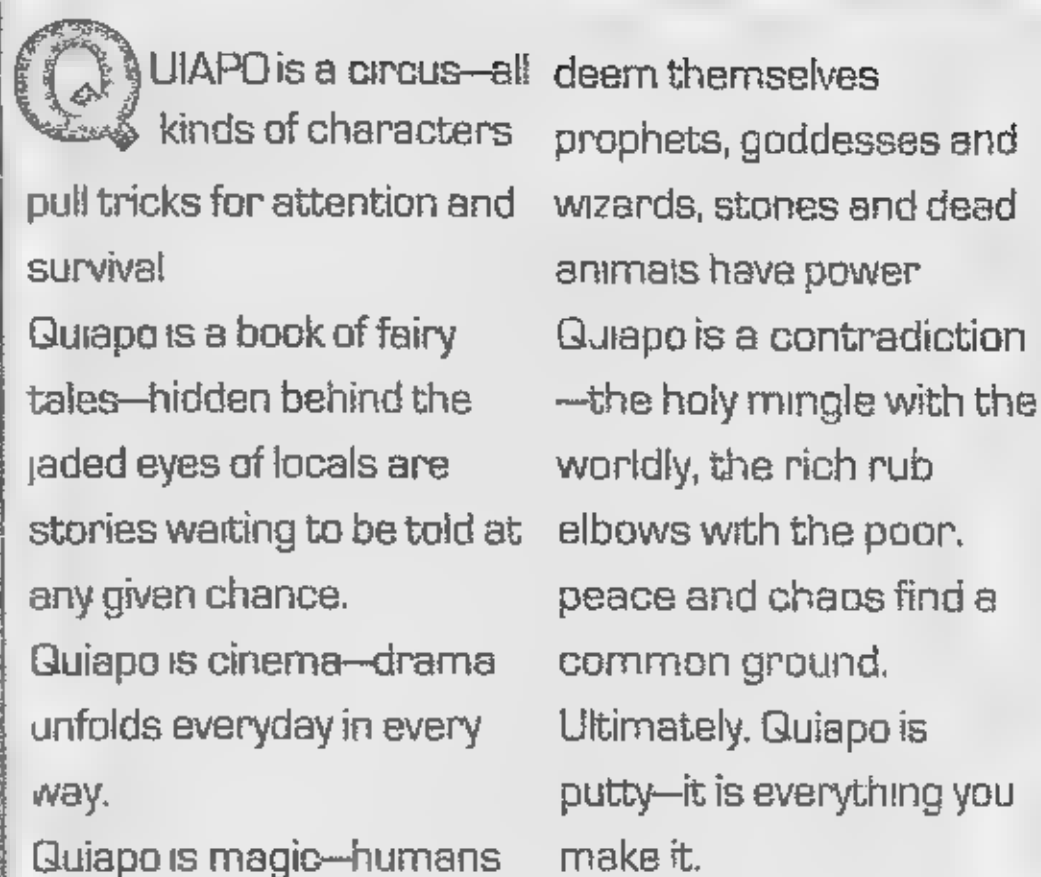 QUIAPO is a circus—all
kinds of characters
pull tricks for attention and
survival
Quiapo is a book of fairy
tales—hidden behind the
jaded eyes of locals are
stories waiting to be told at
any given chance.
Quiapo is cinema—drama
unfolds everyday in every
way.
Quiapo is magic—humans
deem themselves
prophets, goddesses and
wizards, stones and dead
animals have power
Quiapo is a contradiction
—the holy mingle with the
worldly, the rich rub
elbows with the poor.
peace and chaos find a
common ground.
Ultimately. Quiapo is
putty—it is everything you
make it.